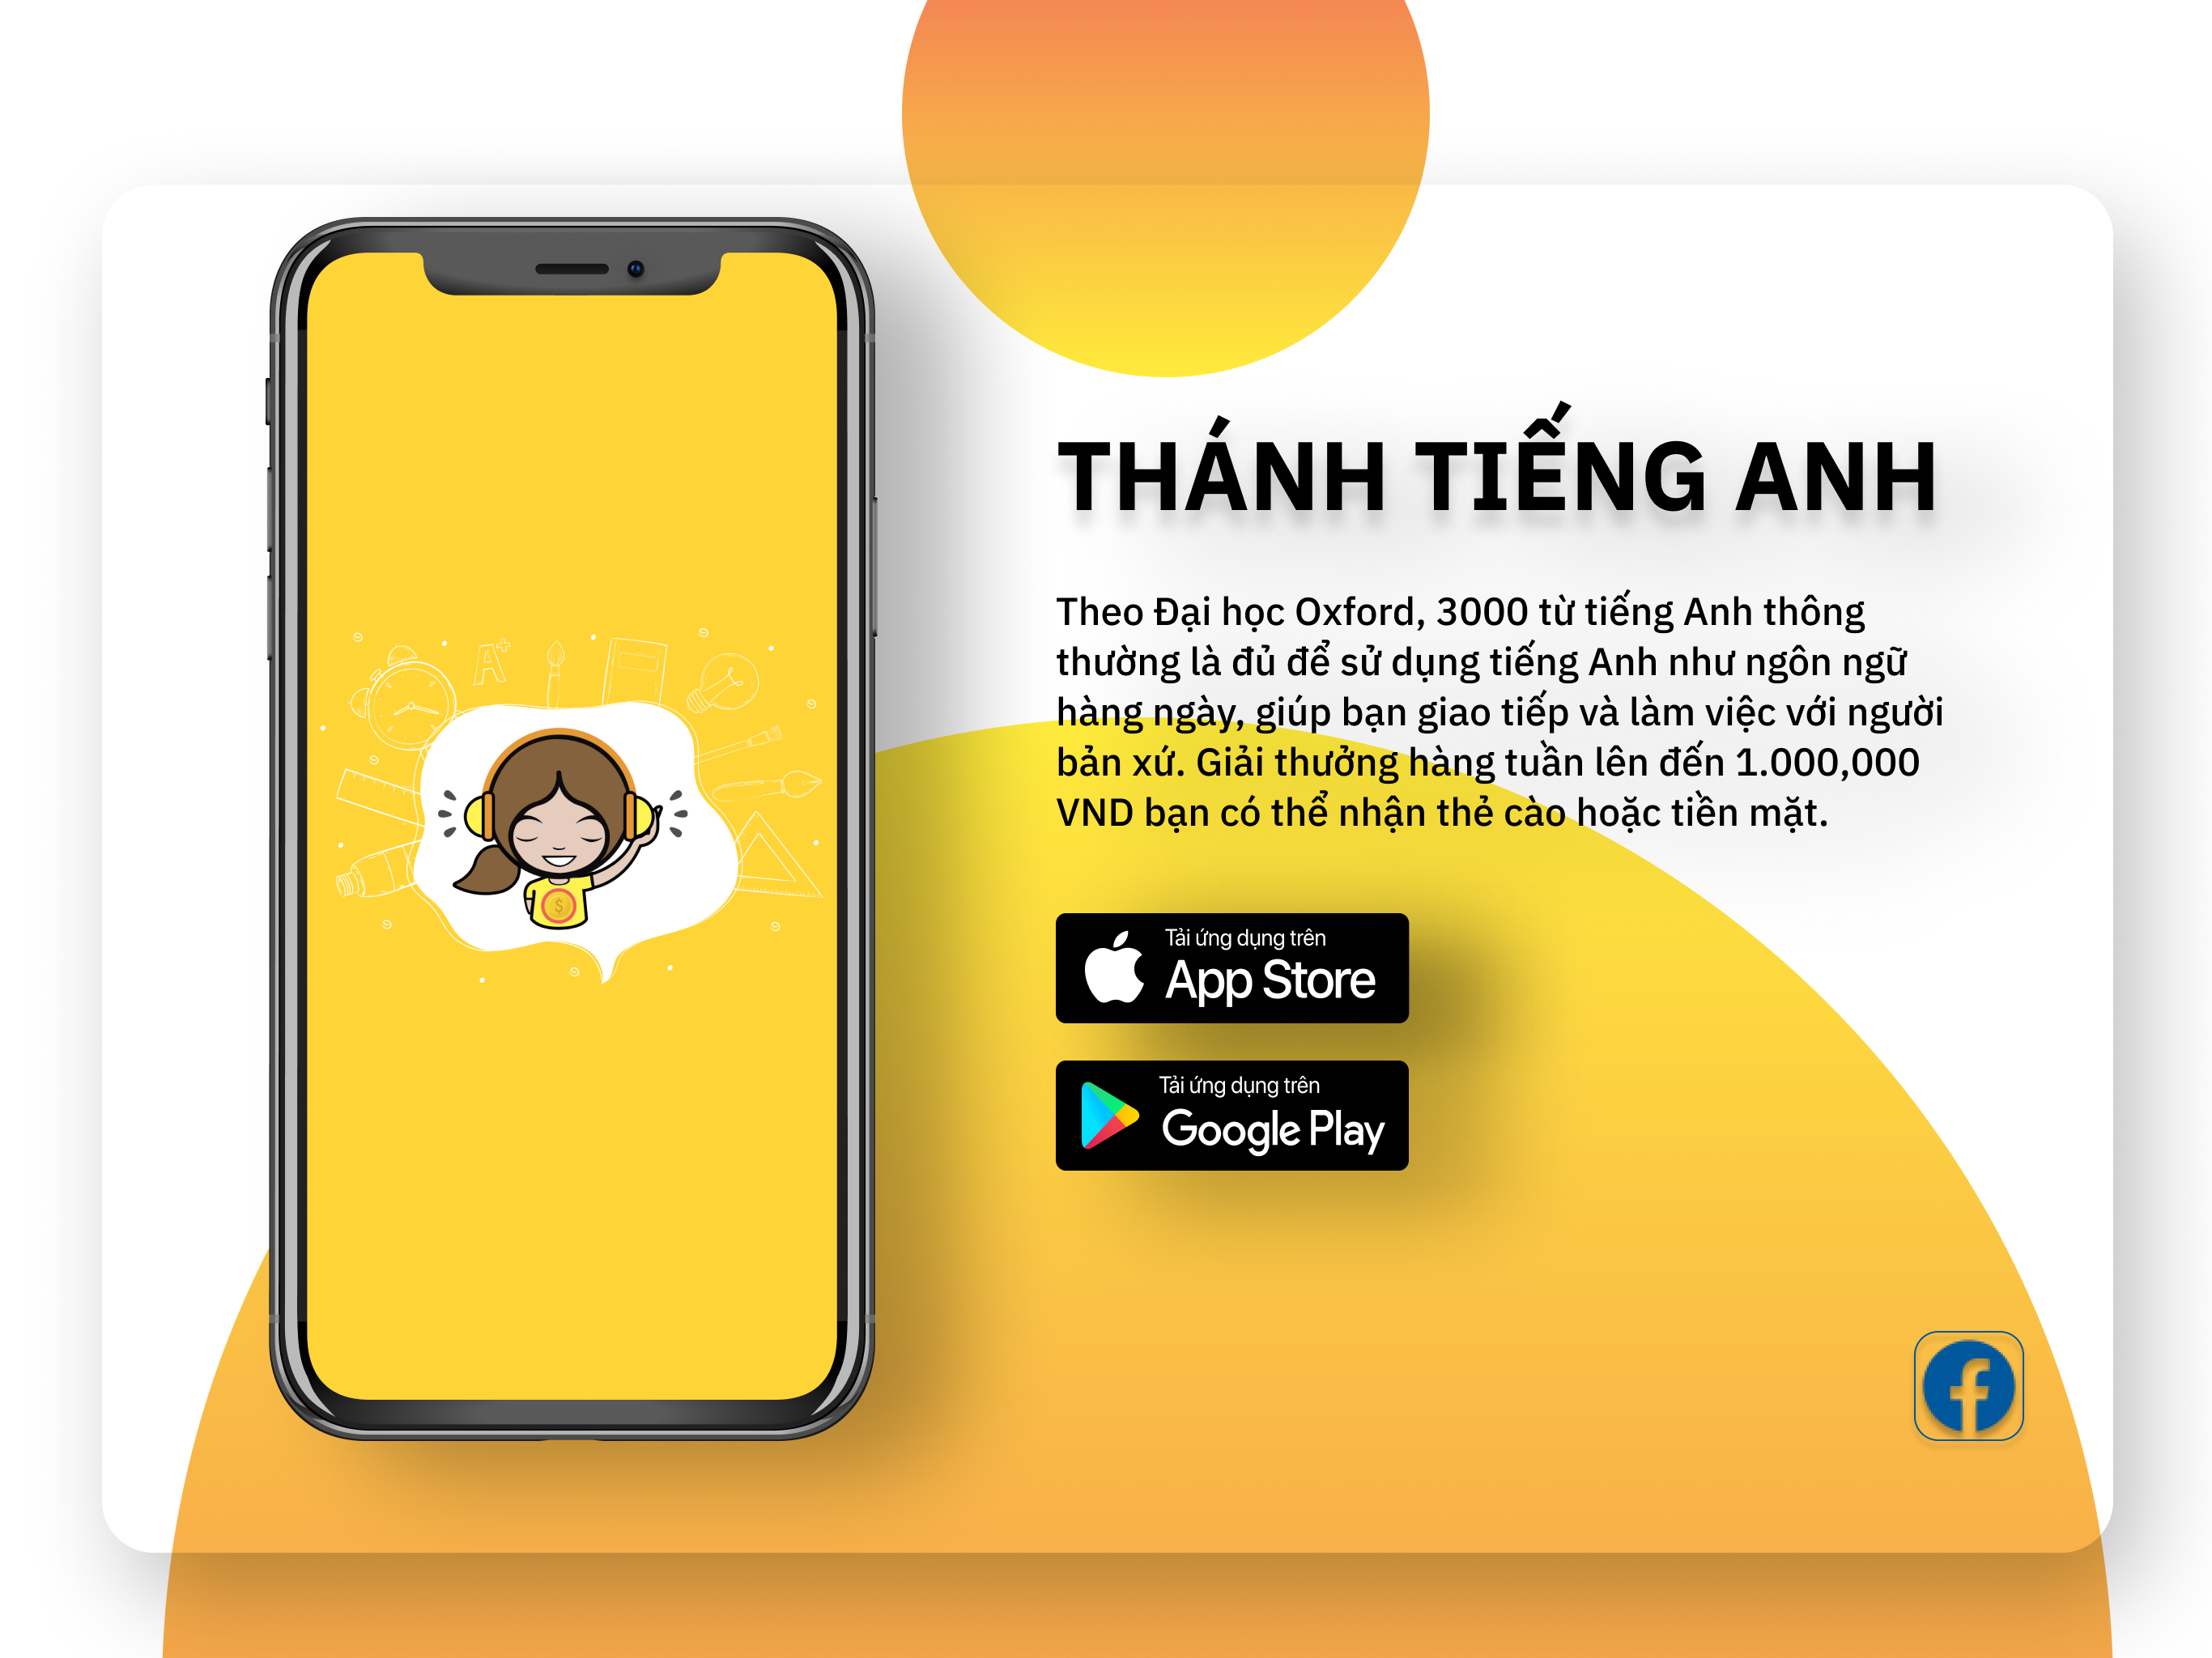 THÁNH TIẾNG ANH
Theo Đại học Oxford, 3000 từ tiếng Anh thông
thường là đủ để sử dụng tiếng Anh như ngôn ngữ
hàng ngày, giúp bạn giao tiếp và làm việc với người
bản xứ. Giải thưởng hàng tuần lên đến 1.000,000
VND bạn có thể nhận thẻ cào hoặc tiền mặt.
A+
$
Tải ứng dụng trên
App Store
Tải ứng dụng trên
Google Play
f